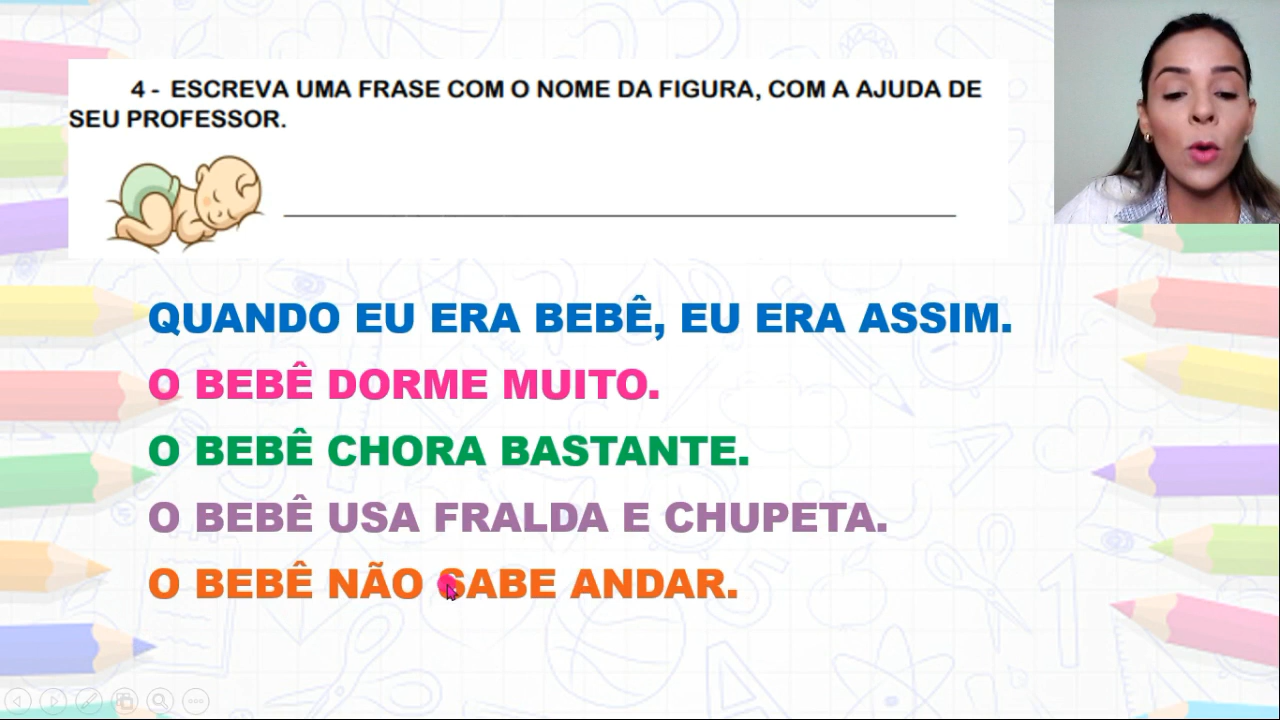 4 - ESCREVA UMA FRASE COM O NOME DA FIGURA, COM A AJUDA DE
SEU PROFESSOR.
QUANDO EU ERA BEBÊ, EU ERA ASSIM.
O BEBÊ DORME MUITO.
O BEBÊ CHORA BASTANTE.
O BEBÊ USA FRALDA E CHUPETA.
O BEBÊ NÃO SABE ANDAR.